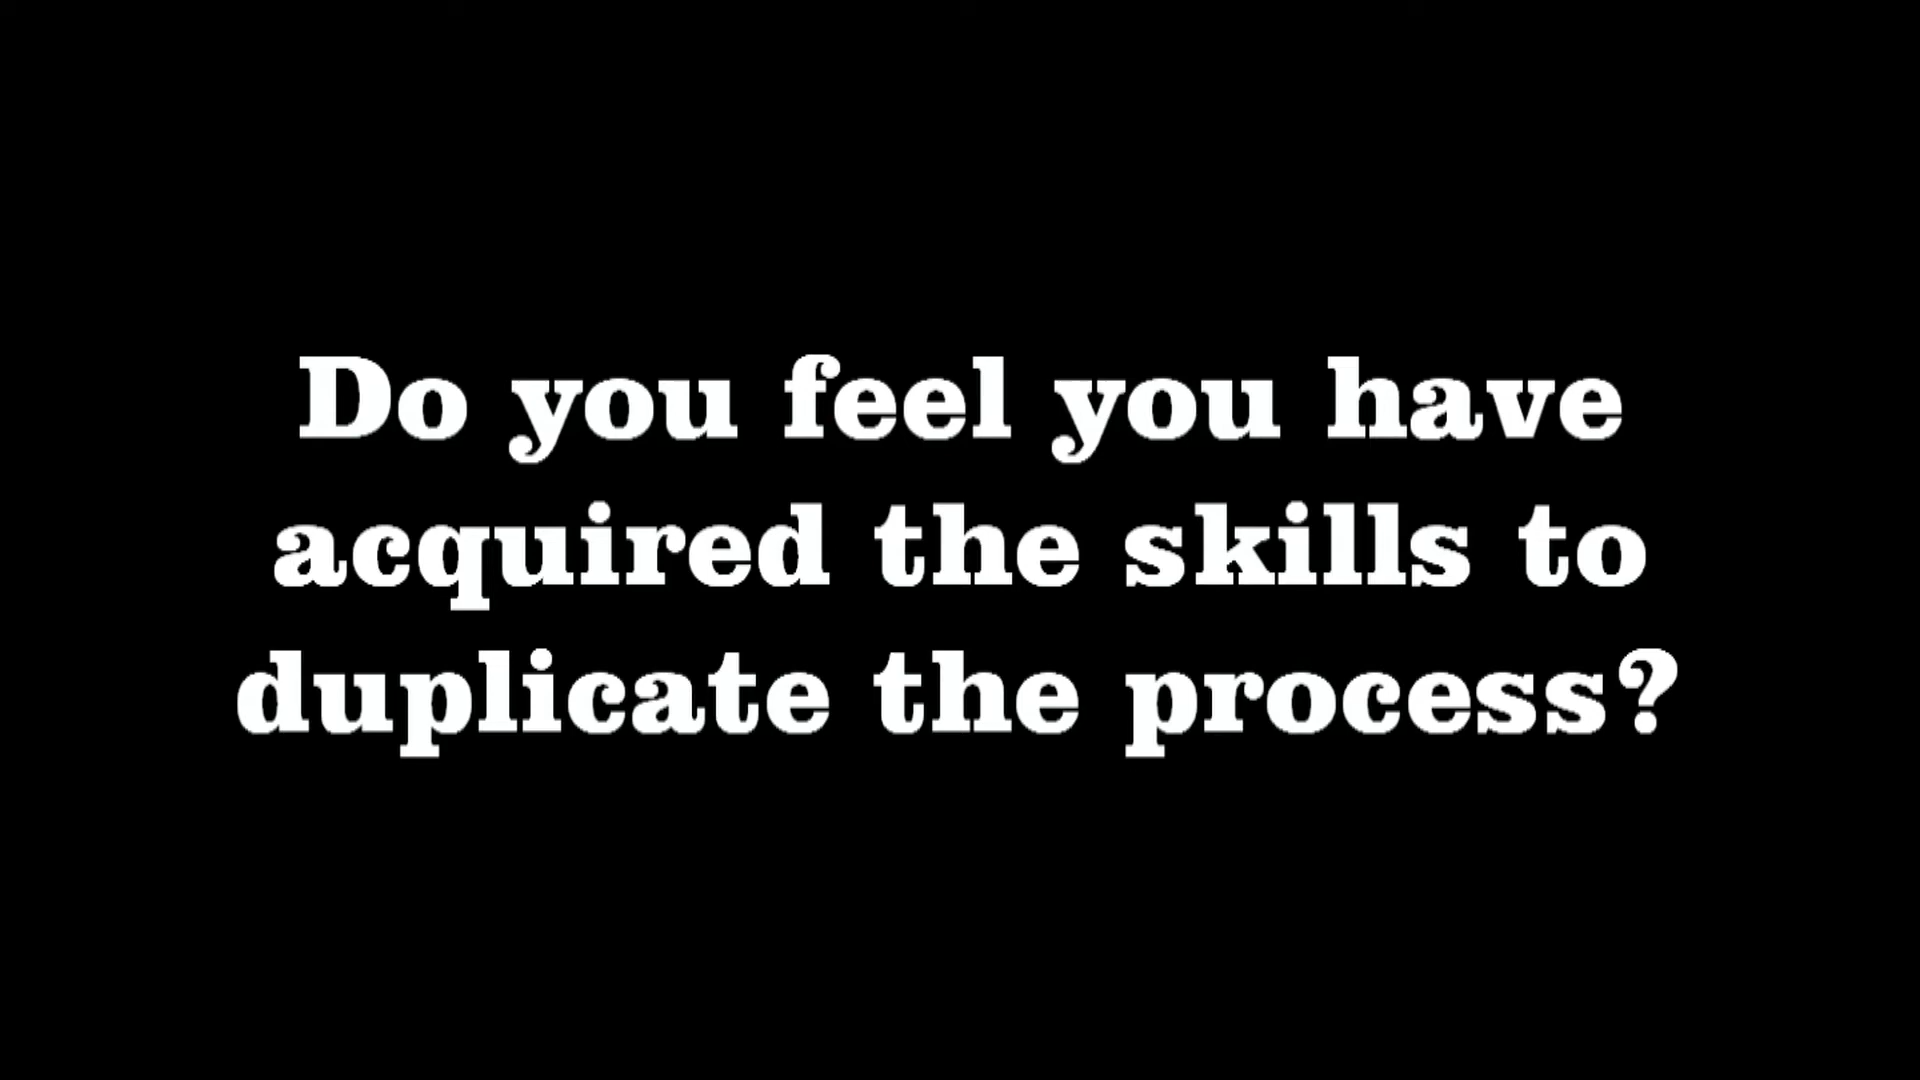 Do you feel you have
acquired the skills to
duplicate the process?